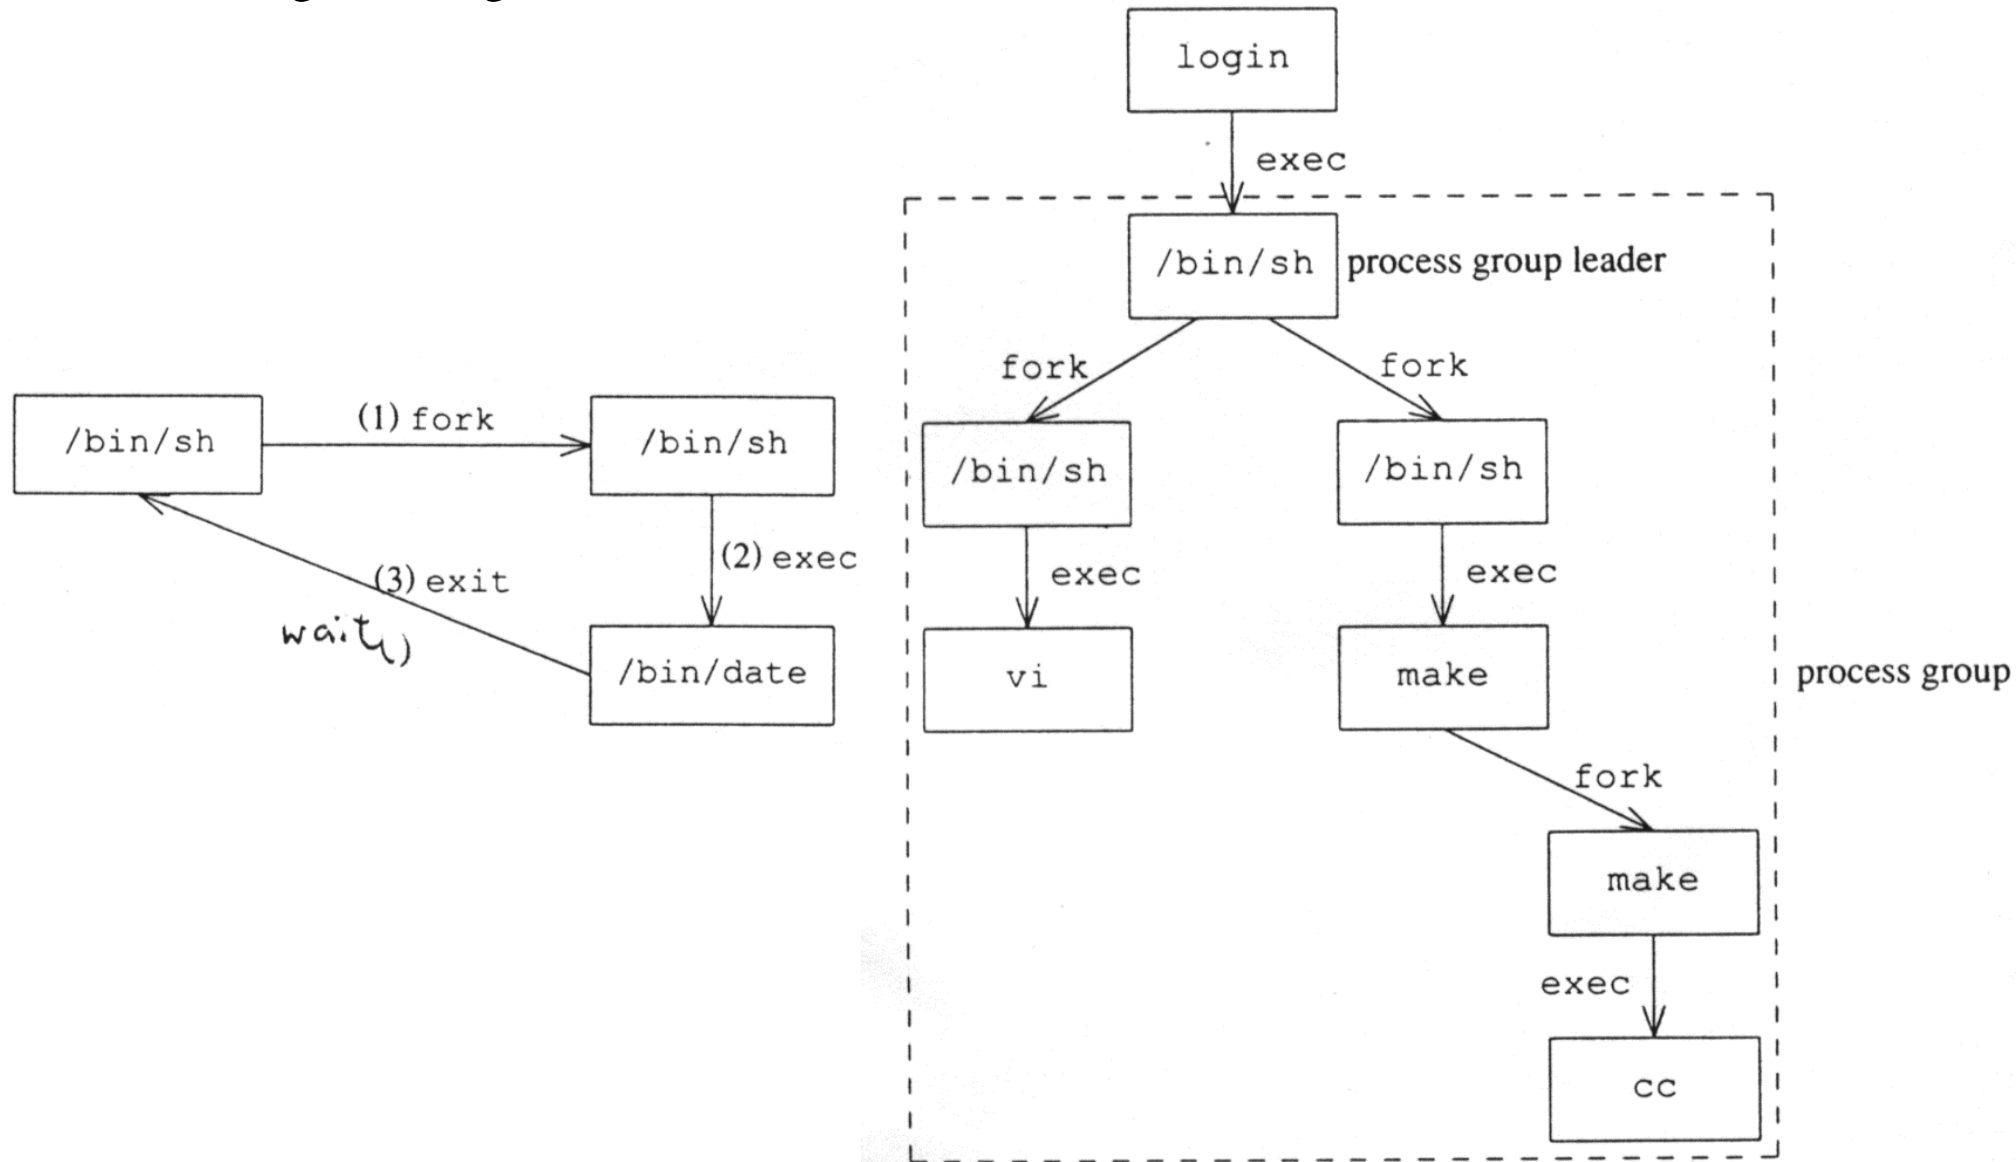 login
exec
/bin/sh
process group leader
fork
fork
/bin/sh
(1) fork
/bin/sh
/bin/sh
/bin/sh
(2) exec
exec
exec
(3) exit
wait()
/bin/date
vi
make
process group
fork
make
exec
cc